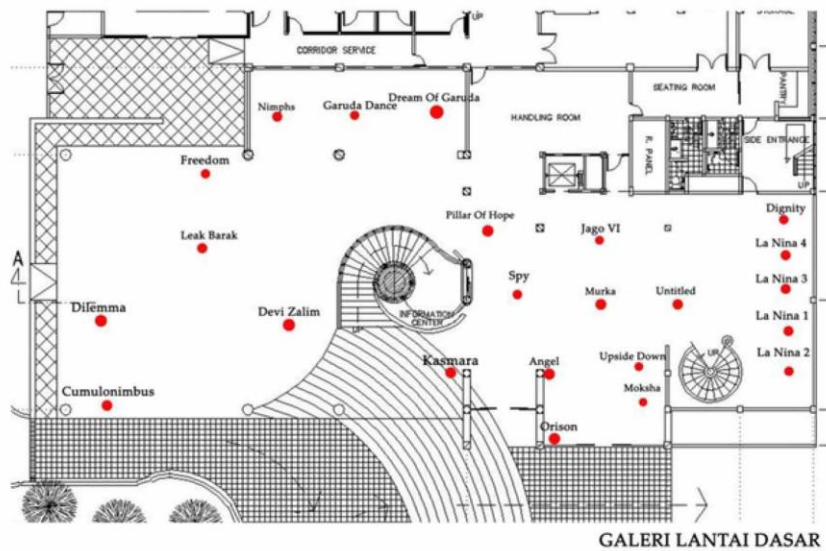 UP
CORRIDOR SERVICE
STORAGE
SEATING ROOM
PANTRY
Nimphs
Garuda Dance
Dream Of Garuda
HANDLING ROOM
R. PANEL
SIDE ENTRANCE
UP
Freedom
Leak Barak
Pillar Of Hope
Jago VI
Dignity
La Nina 4
A
Spy
Murka
Untitled
La Nina 3
Dilemma
Devi Zalim
INFORMATION
CENTER
UP
La Nina 1
Kasmara
Angel
Upside Down
UP
La Nina 2
Cumulonimbus
Moksha
Orison
GALERI LANTAI DASAR